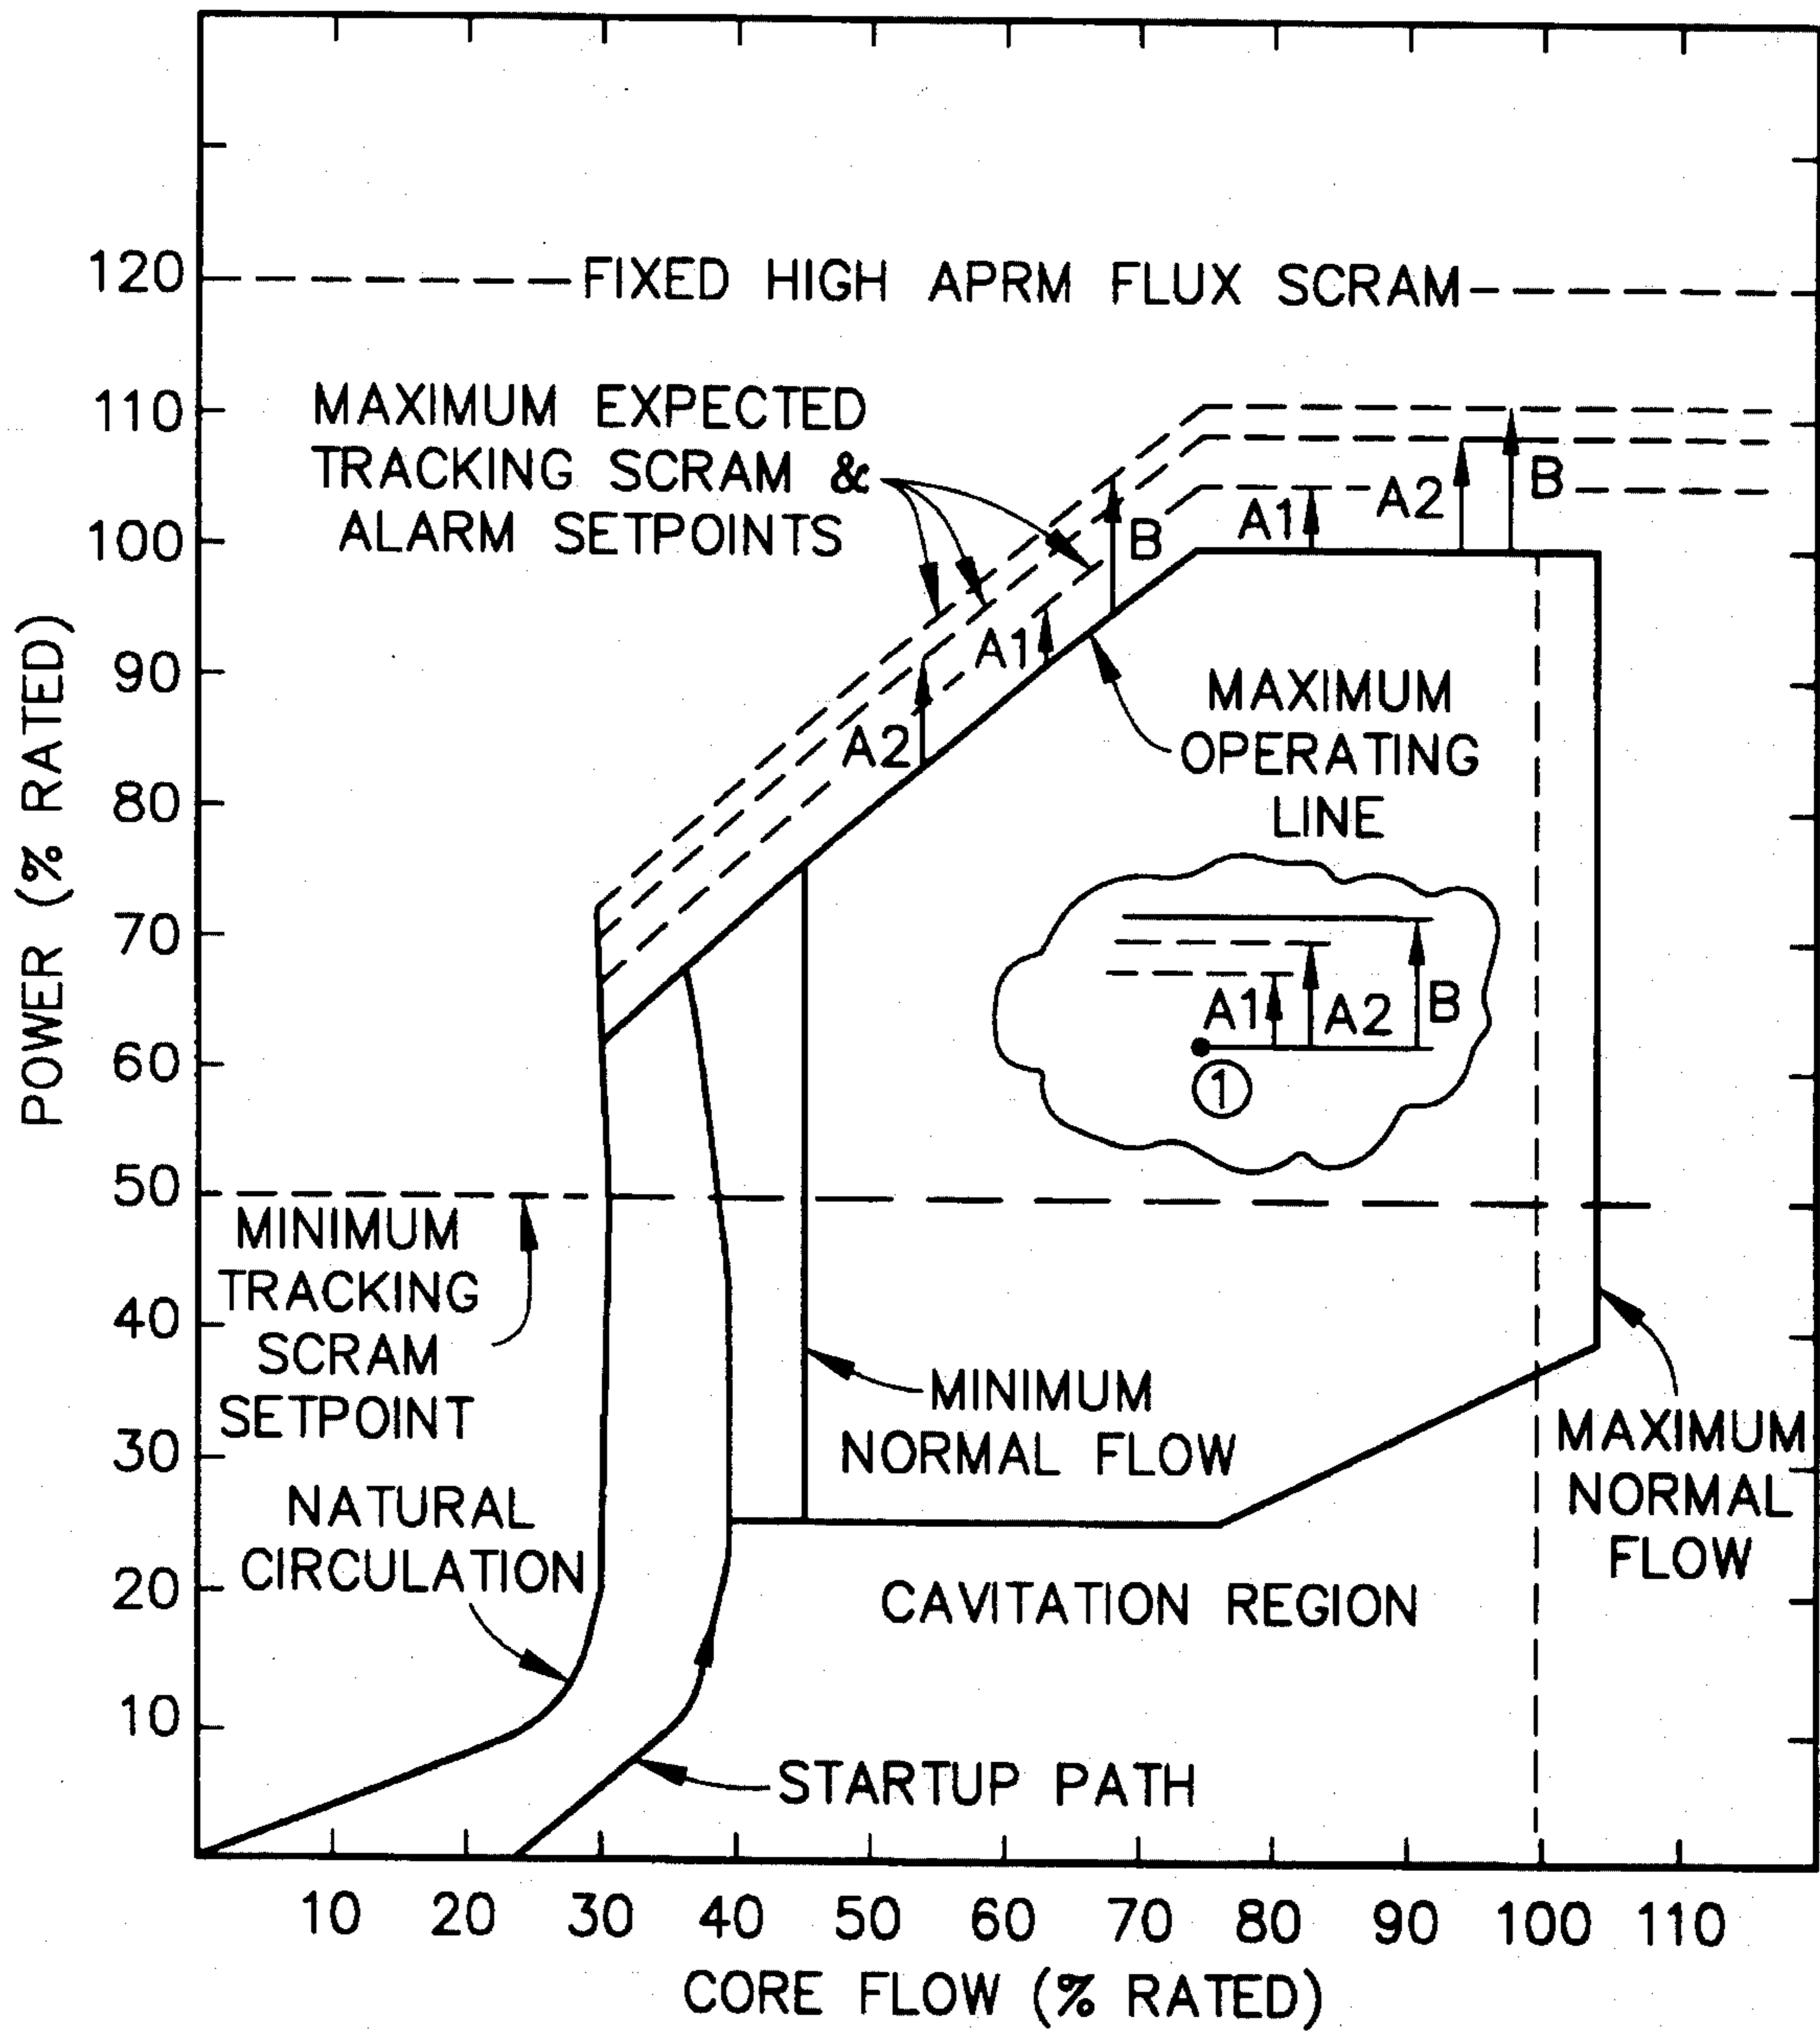 120
FIXED HIGH APRM FLUX SCRAM
110
MAXIMUM EXPECTED
TRACKING SCRAM &
ALARM SETPOINTS
100
90
80
70
60
50
40
30
20
10
POWER (% RATED)
B
A1
A2
B
A1
A2
MAXIMUM
OPERATING
LINE
A1
A2
B
1
MINIMUM
TRACKING
SCRAM
SETPOINT
MINIMUM
NORMAL FLOW
MAXIMUM
NORMAL
FLOW
NATURAL
CIRCULATION
CAVITATION REGION
STARTUP PATH
10 20 30 40 50 60 70 80 90 100 110
CORE FLOW (% RATED)